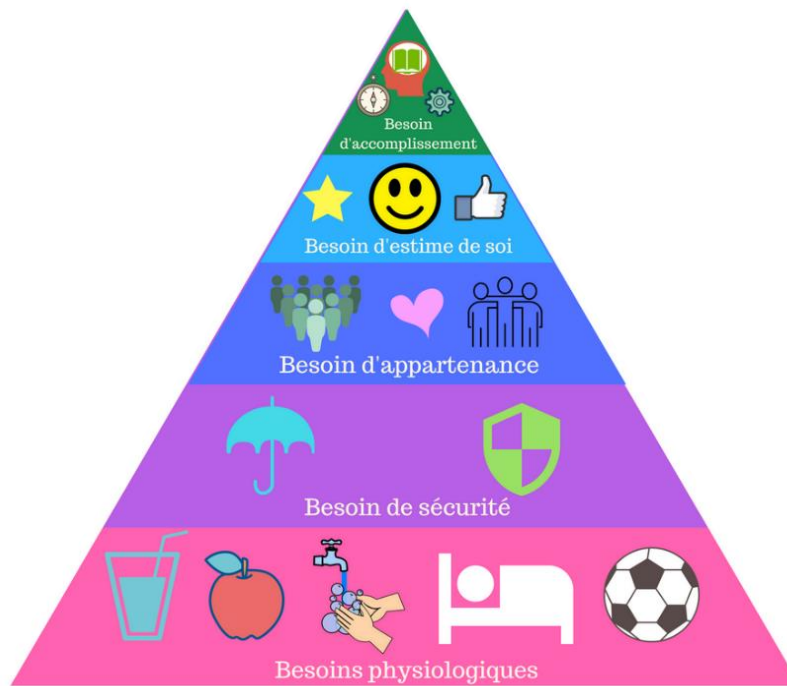 Besoin
d'accomplissement
Besoin d'estime de soi
Besoin d'appartenance
Besoin de sécurité
Besoins physiologiques